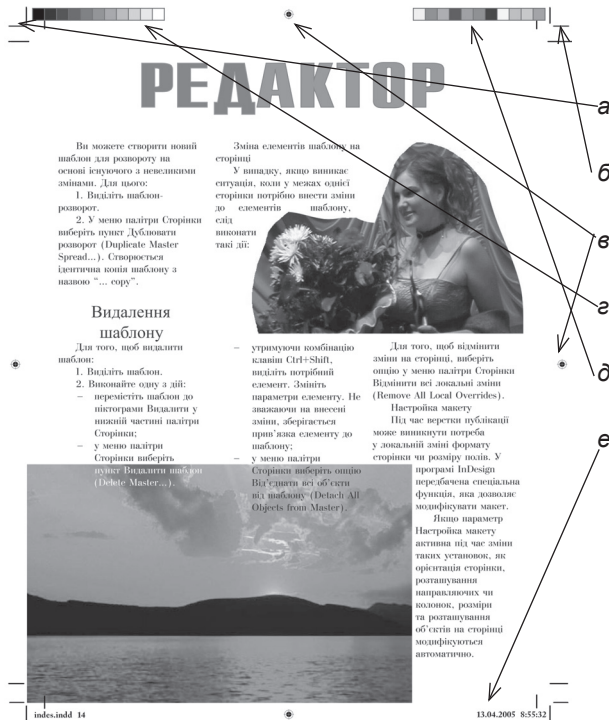 РЕДАКТОР
Ви можете створити новий
шаблон для розвороту на
основі існуючого з невеликими
змінами. Для цього:
1. Виділіть шаблон-
розворот.
2. У меню палітри Сторінки
виберіть пункт Дублювати
розворот (Duplicate Master
Spread...). Створюється
ідентична копія шаблону з
назвою “... copy”.
Видалення
шаблону
Для того, щоб видалити
шаблон:
1. Виділіть шаблон.
2. Виконайте одну з дій:
– перемістіть шаблон до
піктограми Видалити у
нижній частині палітри
Сторінки;
– у меню палітри
Сторінки виберіть
пункт Видалити шаблон
(Delete Master...).
Зміна елементів шаблону на
сторінці
У випадку, якщо виникає
ситуація, коли у межах однієї
сторінки потрібно внести зміни
до елементів шаблону,
слід
виконати
такі дії:
– утримуючи комбінацію
клавіш Ctrl+Shift,
виділіть потрібний
елемент. Змініть
параметри елементу. Не
зважаючи на внесені
зміни, зберігається
прив’язка елементу до
шаблону;
– у меню палітри
Сторінки виберіть опцію
Від’єднати всі об’єкти
від шаблону (Detach All
Objects from Master).
Для того, щоб відмінити
зміни на сторінці, виберіть
опцію у меню палітри Сторінки
Відмінити всі локальні зміни
(Remove All Local Overrides).
Настройка макету
Під час верстки публікації
може виникнути потреба
у локальній зміні формату
сторінки чи розміру полів. У
програмі InDesign
передбачена спеціальна
функція, яка дозволяє
модифікувати макет.
Якщо параметр
Настройка макету
активна під час зміни
таких установок, як
орієнтація сторінки,
розташування
направляючих чи
колонок, розміри
та розташування
об’єктів на сторінці
модифікуються
автоматично.
а
б
в
г
д
е
indes.indd 14
13.04.2005 8:55:32